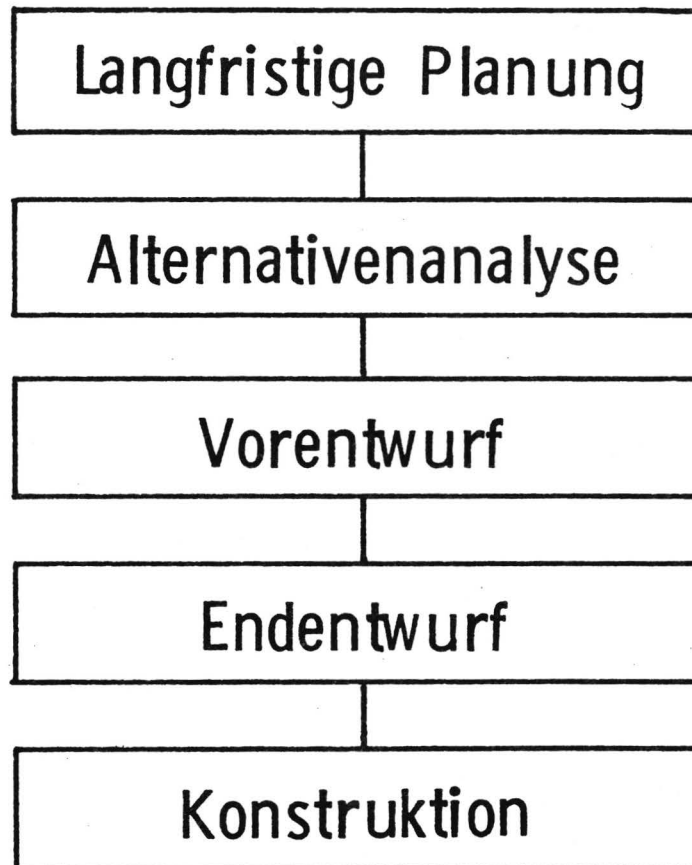 Langfristige Planung
Alternativenanalyse
Vorentwurf
Endentwurf
Konstruktion